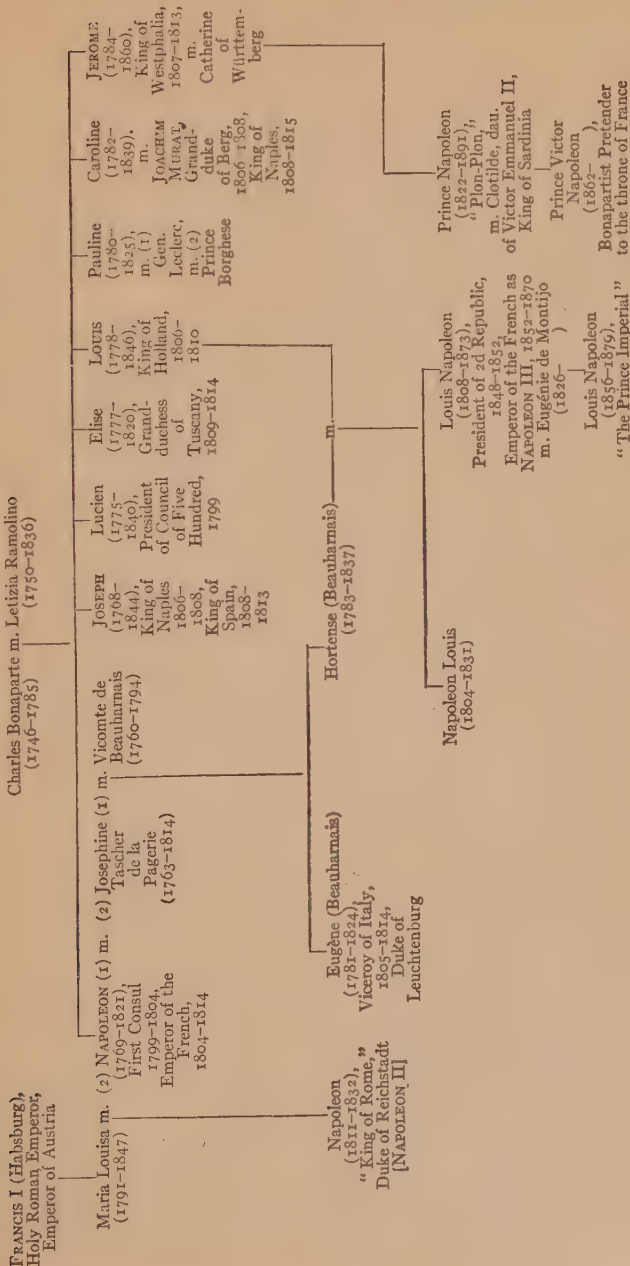 FRANCIS I (Habsburg),
Holy Roman Emperor,
Emperor of Austria
Charles Bonaparte m. Letizia Ramolino
(1746–1785) (1750–1836)
Maria Louisa m.
(1791–1847)
(2) NAPOLEON (1) m.
(1769–1821),
First Consul
1799–1804,
Emperor of the
French,
1804–1814
(2) Josephine (1) m.
Tascher
de la
Pagerie
(1763–1814)
Vicomte de
Beauharnais
(1760–1794)
JOSEPH
(1768–
1844),
King of
Naples
1806–
1808,
King of
Spain,
1808–
1813
Lucien
(1775–
1840),
President
of Council
of Five
Hundred,
1799
Elise
(1777–
1820),
Grand-
duchess
of
Tuscany,
1809–1814
LOUIS
(1778–
1846),
King of
Holland,
1806–
1810
Pauline
(1780–
1825),
m. (1)
Gen.
Leclerc,
m. (2)
Prince
Borghese
Caroline
(1782–
1839).
m.
JOACHIM
MURAT,
Grand-
duke
of Berg,
1806–1808,
King of
Naples,
1808–1815
JEROME
(1784–
1860),
King of
Westphalia,
1807–1813,
m.
Catherine
of
Württem-
berg
Napoleon
(1811–1832),
"King of Rome,"
Duke of Reichstadt
[NAPOLEON II]
Eugène (Beauharnais)
(1781–1824),
Viceroy of Italy,
1805–1814,
Duke of
Leuchtenburg
Hortense (Beauharnais) m.
(1783–1837)
Napoleon Louis
(1804–1831)
Louis Napoleon
(1808–1873),
President of 2d Republic,
1848–1852,
Emperor of the French as
NAPOLEON III, 1852–1870
m. Eugénie de Montijo
(1826– )
Louis Napoleon
(1856–1879),
"The Prince Imperial"
Prince Napoleon
(1822–1891),
"Plon-Plon,"
m. Clotilde, dau.
of Victor Emmanuel II,
King of Sardinia
Prince Victor
Napoleon
(1862– ),
Bonapartist Pretender
to the throne of France